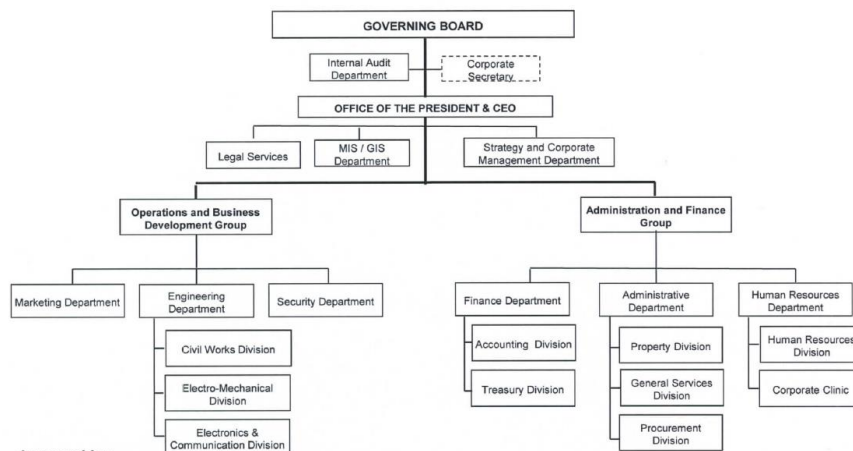 GOVERNING BOARD
Internal Audit
Department
Corporate
Secretary
OFFICE OF THE PRESIDENT & CEO
Legal Services
MIS / GIS
Department
Strategy and Corporate
Management Department
Operations and Business
Development Group
Administration and Finance
Group
Marketing Department
Engineering
Department
Security Department
Finance Department
Administrative
Department
Human Resources
Department
Civil Works Division
Electro-Mechanical
Division
Electronics &
Communication Division
Accounting Division
Treasury Division
Property Division
General Services
Division
Procurement
Division
Human Resources
Division
Corporate Clinic